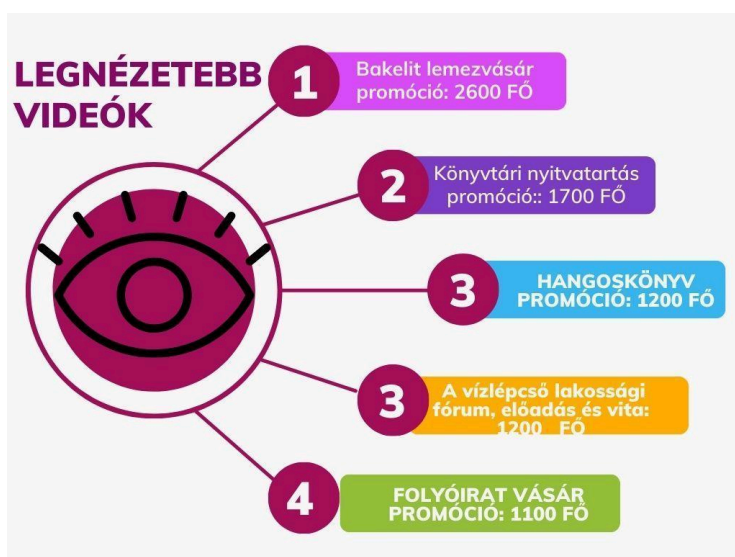 LEGNÉZETEBB
VIDEÓK
1
Bakelit lemezvásár
promóció: 2600 FŐ
2
Könyvtári nyitvatartás
promóció:: 1700 FŐ
3
HANGOSKÖNYV
PROMÓCIÓ: 1200 FŐ
3
A vízlépcső lakossági
fórum, előadás és vita:
1200 FŐ
4
FOLYÓIRAT VÁSÁR
PROMÓCIÓ: 1100 FŐ